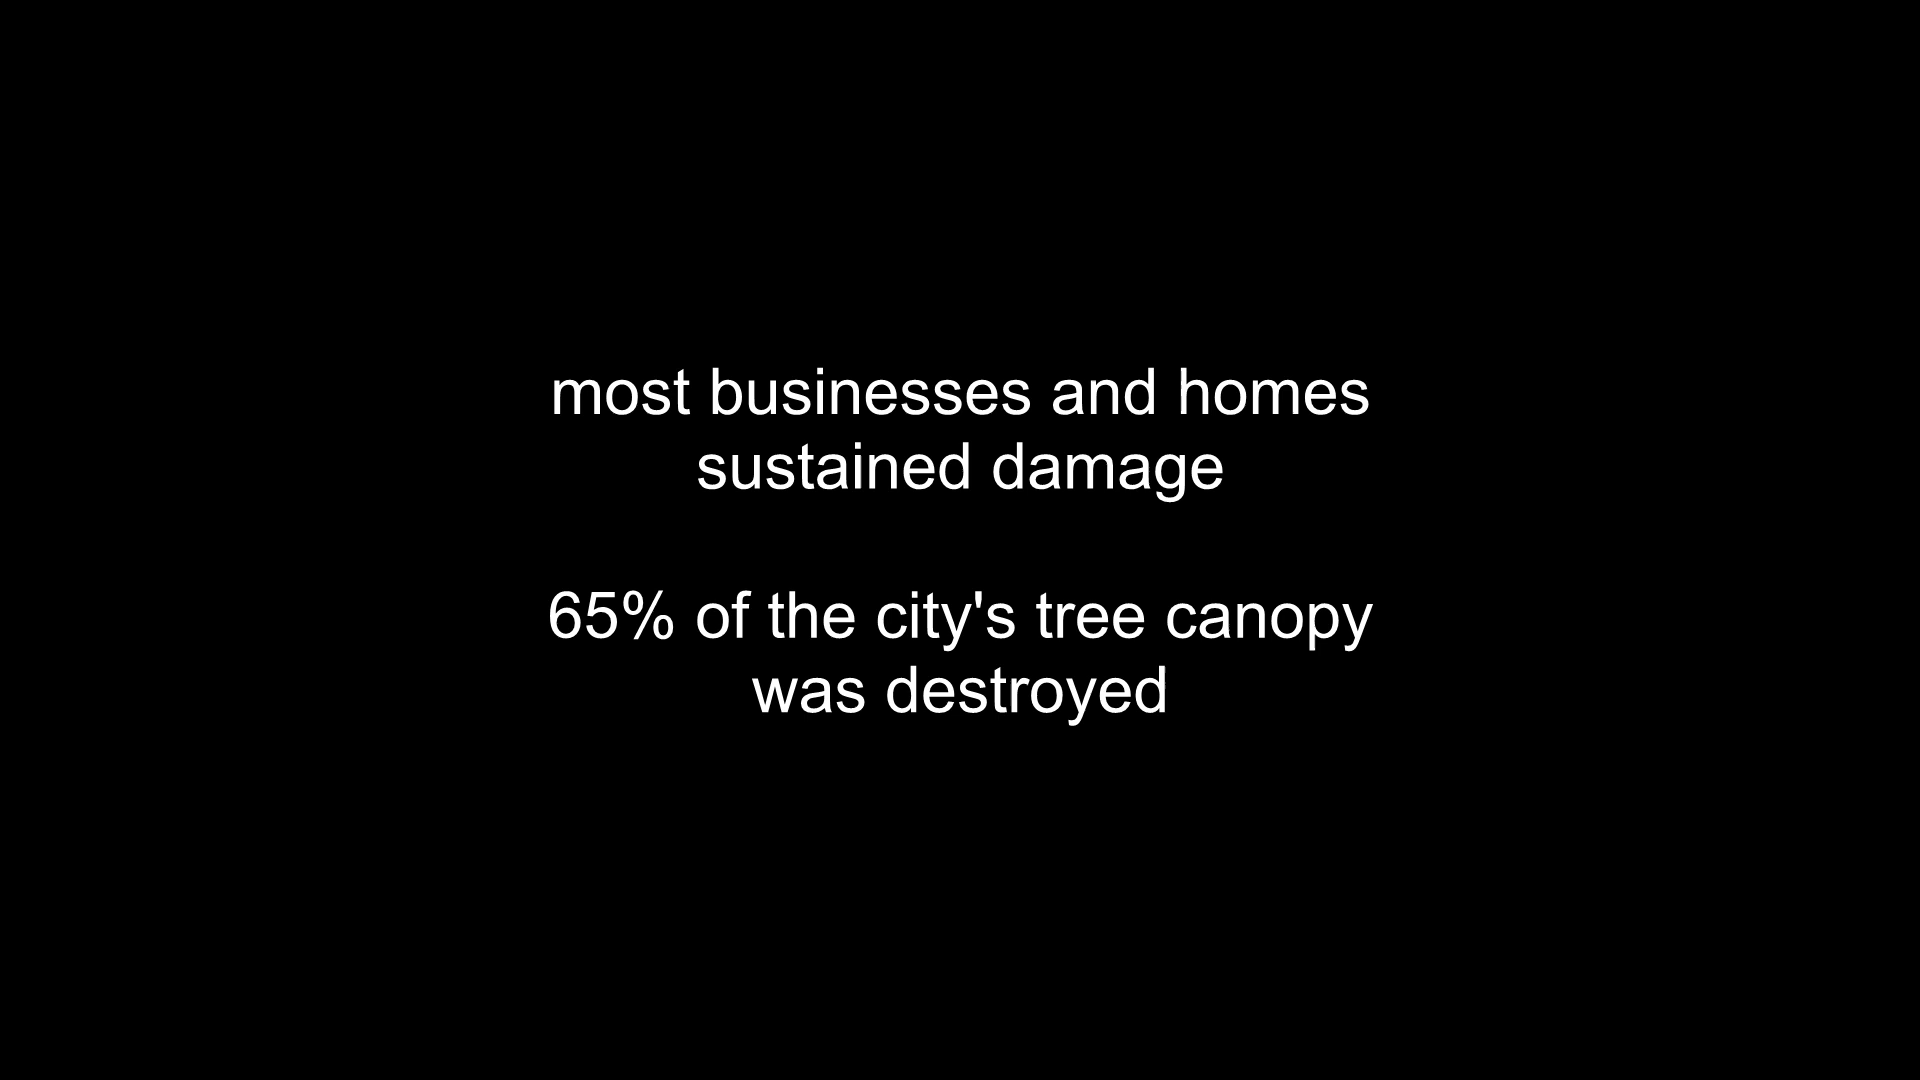 most businesses and homes
sustained damage
65% of the city's tree canopy
was destroyed